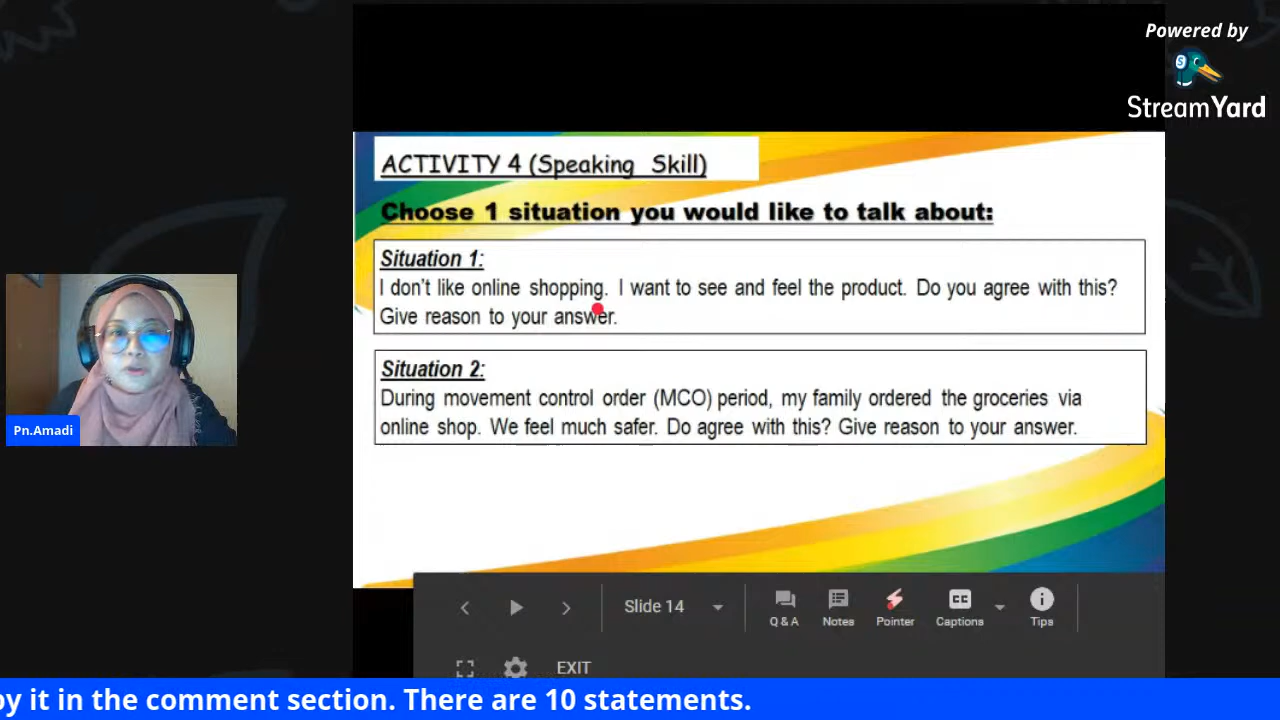 Powered by
StreamYard
ACTIVITY 4 (Speaking Skill)
Choose 1 situation you would like to talk about:
Situation 1:
I don't like online shopping. I want to see and feel the product. Do you agree with this?
Give reason to your answer.
Situation 2:
During movement control order (MCO) period, my family ordered the groceries via
online shop. We feel much safer. Do agree with this? Give reason to your answer.
Pn.Amadi
Slide 14
Q & A
Notes
Pointer
CC
Captions
Tips
EXIT
it in the comment section. There are 10 statements.